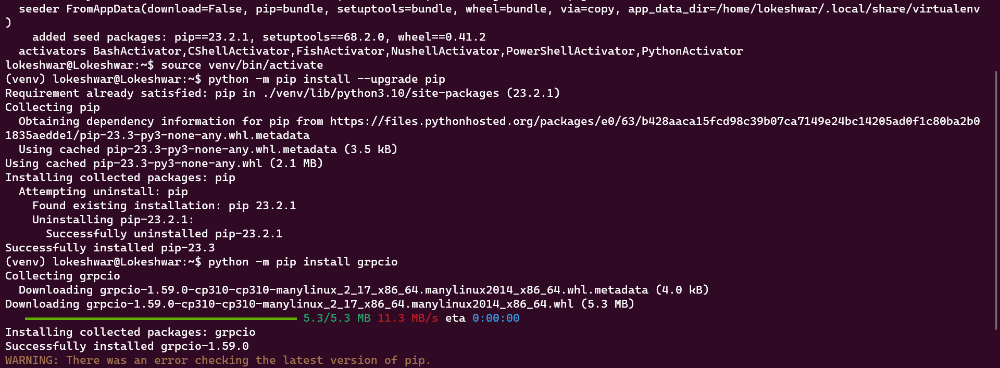 seeder FromAppData(download=False, pip=bundle, setuptools=bundle, wheel=bundle, via=copy, app_data_dir=/home/lokeshwar/.local/share/virtualenv
)
added seed packages: pip==23.2.1, setuptools==68.2.0, wheel==0.41.2
activators BashActivator,CShellActivator,FishActivator,NushellActivator,PowerShellActivator,PythonActivator
lokeshwar@Lokeshwar:~$ source venv/bin/activate
(venv) lokeshwar@Lokeshwar:~$ python -m pip install --upgrade pip
Requirement already satisfied: pip in ./venv/lib/python3.10/site-packages (23.2.1)
Collecting pip
Obtaining dependency information for pip from https://files.pythonhosted.org/packages/e0/63/b428aaca15fcd98c39b07ca7149e24bc14205ad0f1c80ba2b0
1835aedde1/pip-23.3-py3-none-any.whl.metadata
Using cached pip-23.3-py3-none-any.whl.metadata (3.5 kB)
Using cached pip-23.3-py3-none-any.whl (2.1 MB)
Installing collected packages: pip
Attempting uninstall: pip
Found existing installation: pip 23.2.1
Uninstalling pip-23.2.1:
Successfully uninstalled pip-23.2.1
Successfully installed pip-23.3
(venv) lokeshwar@Lokeshwar:~$ python -m pip install grpcio
Collecting grpcio
Downloading grpcio-1.59.0-cp310-cp310-manylinux_2_17_x86_64.manylinux2014_x86_64.whl.metadata (4.0 kB)
Downloading grpcio-1.59.0-cp310-cp310-manylinux_2_17_x86_64.manylinux2014_x86_64.whl (5.3 MB)
5.3/5.3 MB 11.3 MB/s eta 0:00:00
Installing collected packages: grpcio
Successfully installed grpcio-1.59.0
WARNING: There was an error checking the latest version of pip.